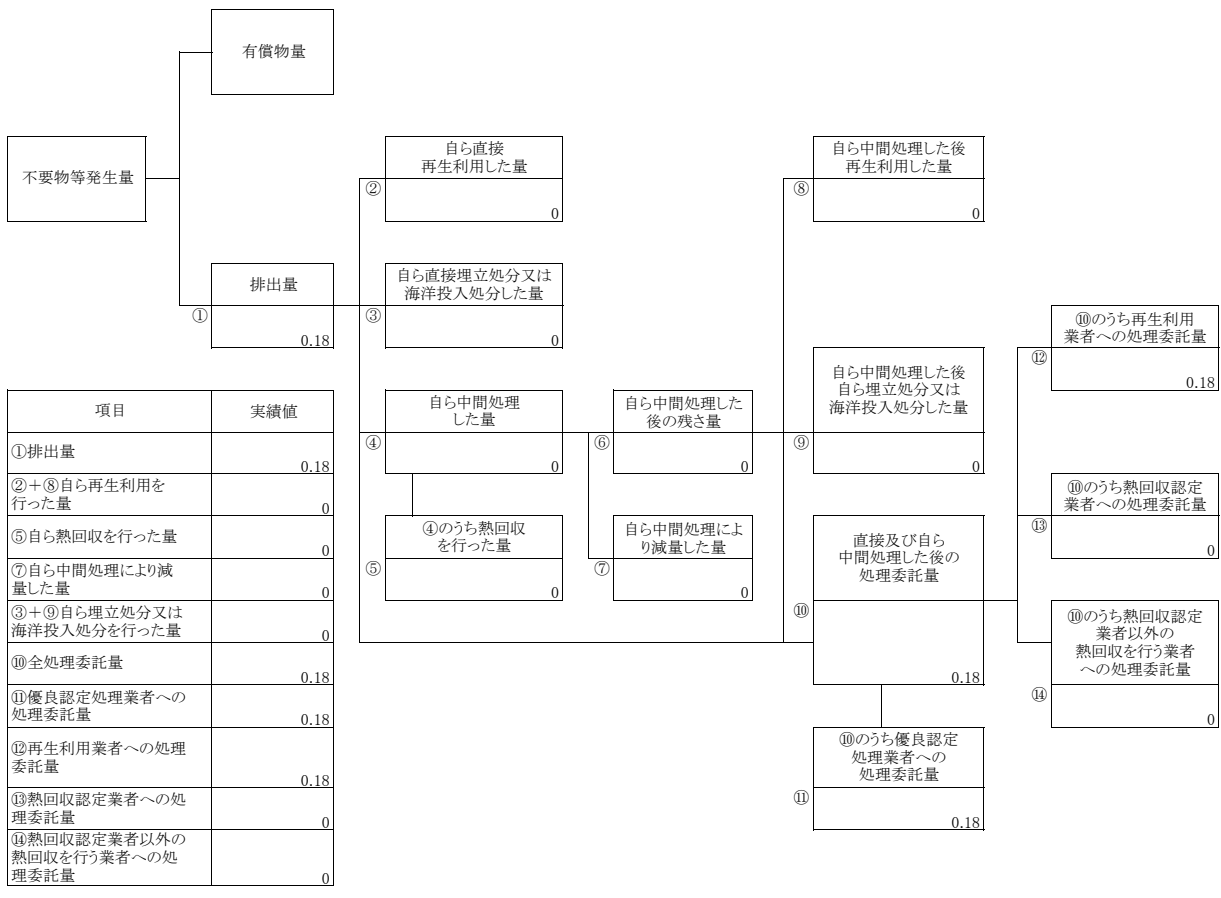 有償物量
不要物等発生量
排出量
①
0.18
自ら直接
再生利用した量
②
0
自ら直接埋立処分又は
海洋投入処分した量
③
0
自ら中間処理
した量
④
0
④のうち熱回収
を行った量
⑤
0
自ら中間処理した
後の残さ量
⑥
0
自ら中間処理によ
り減量した量
⑦
0
自ら中間処理した後
再生利用した量
⑧
0
自ら中間処理した後
自ら埋立処分又は
海洋投入処分した量
⑨
0
直接及び自ら
中間処理した後の
処理委託量
⑩
0.18
⑩のうち優良認定
処理業者への
処理委託量
⑪
0.18
⑩のうち再生利用
業者への処理委託量
⑫
0.18
⑩のうち熱回収認定
業者への処理委託量
⑬
0
⑩のうち熱回収認定
業者以外の
熱回収を行う業者
への処理委託量
⑭
0
項目 実績値
①排出量
0.18
②＋⑧自ら再生利用を
行った量
0
⑤自ら熱回収を行った量
0
⑦自ら中間処理により減
量した量
0
③＋⑨自ら埋立処分又は
海洋投入処分を行った量
0
⑩全処理委託量
0.18
⑪優良認定処理業者への
処理委託量
0.18
⑫再生利用業者への処理
委託量
0.18
⑬熱回収認定業者への処
理委託量
0
⑭熱回収認定業者以外の
熱回収を行う業者への処
理委託量
0